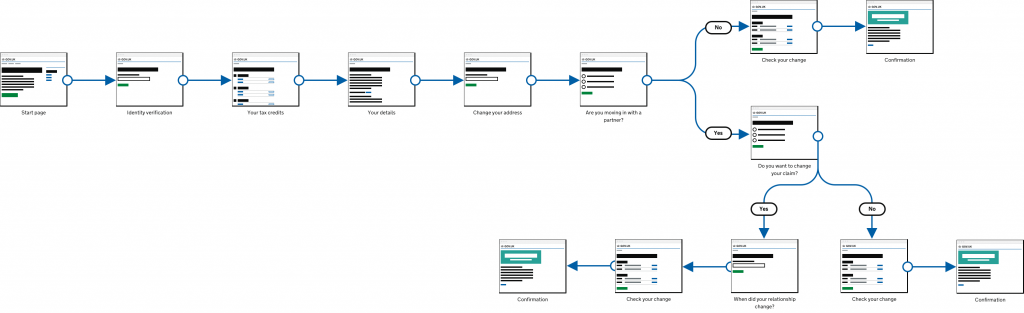 No
Check your change
Confirmation
Start page
Identity verification
Your tax credits
Your details
Change your address
Are you moving in with a
partner?
Yes
Do you want to change
your claim?
Yes
No
Confirmation
Check your change
When did your relationship
change?
Check your change
Confirmation